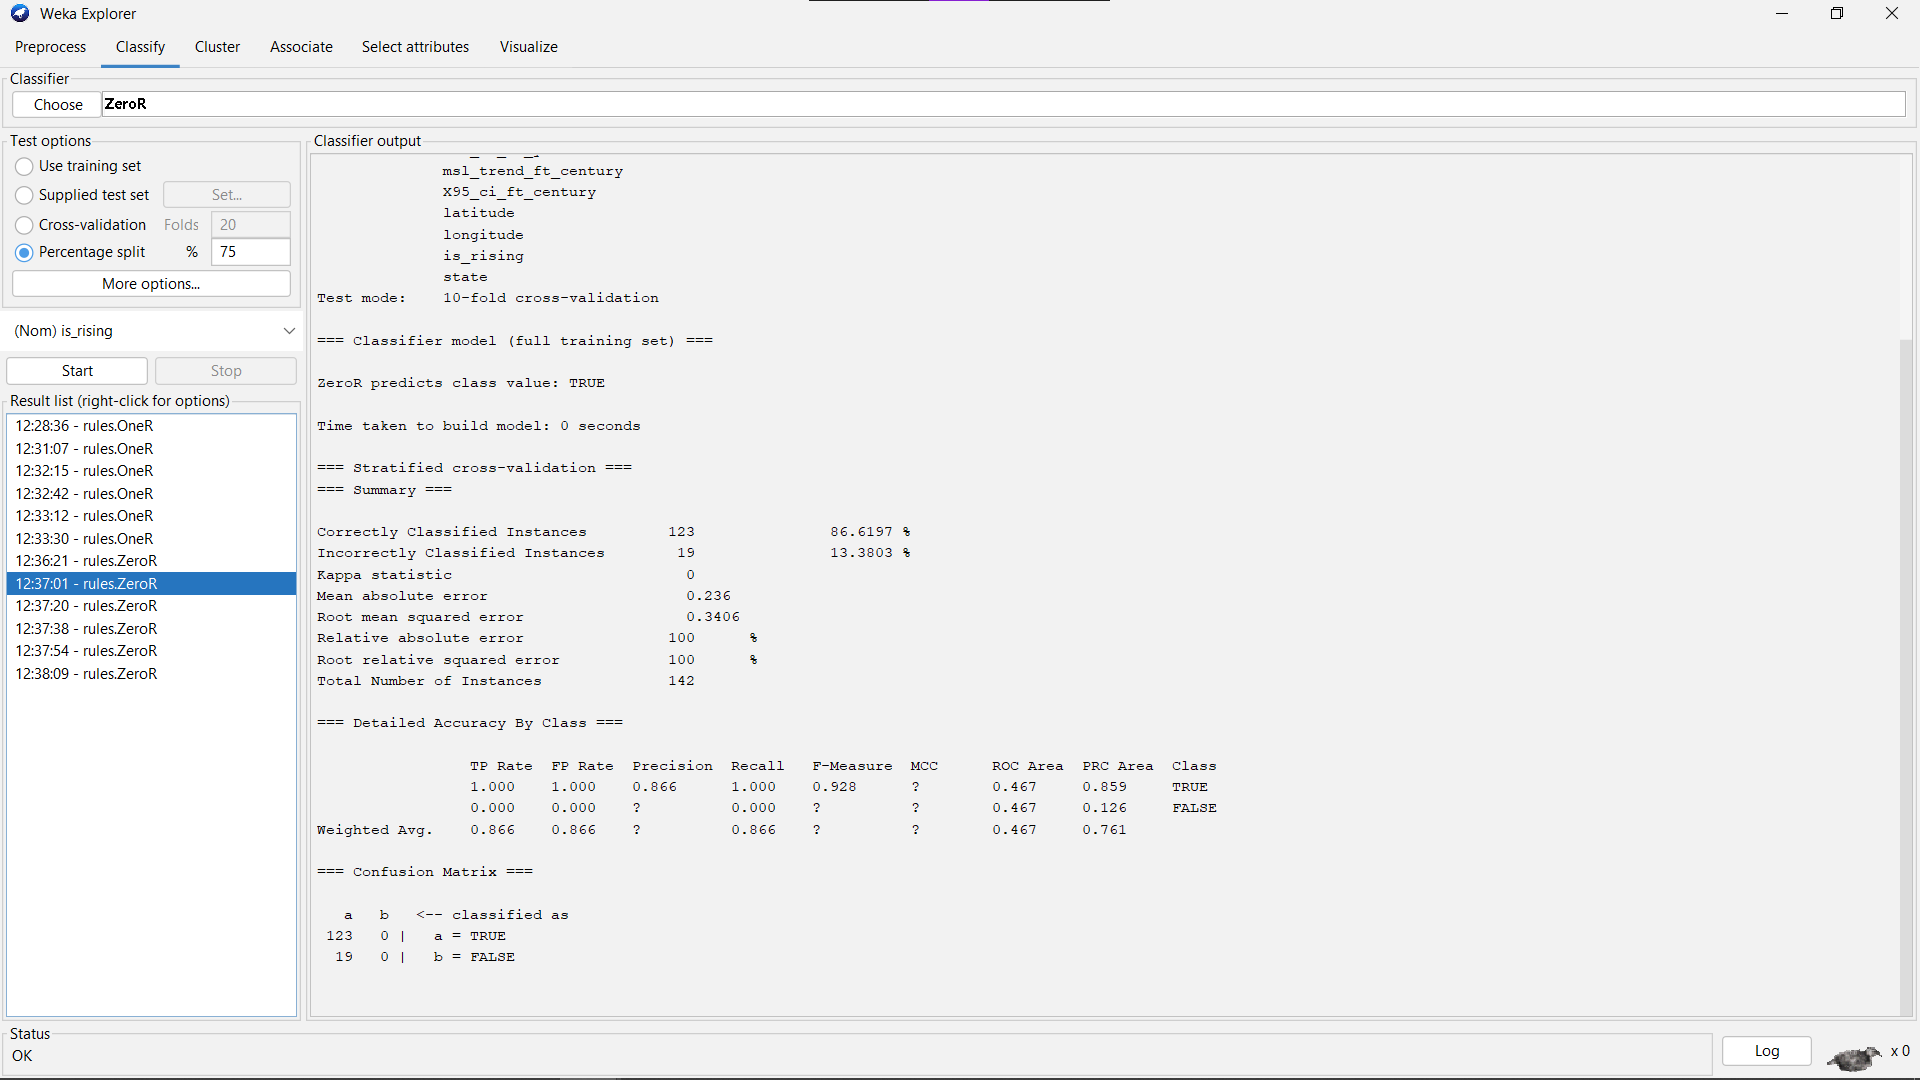 Weka Explorer
Preprocess Classify Cluster Associate Select attributes Visualize
Classifier
Choose ZeroR
Test options
Use training set
Supplied test set Set...
Cross-validation Folds 20
Percentage split % 75
More options...
(Nom) is_rising
Start Stop
Result list (right-click for options)
12:28:36 - rules.OneR
12:31:07 - rules.OneR
12:32:15 - rules.OneR
12:32:42 - rules.OneR
12:33:12 - rules.OneR
12:33:30 - rules.OneR
12:36:21 - rules.ZeroR
12:37:01 - rules.ZeroR
12:37:20 - rules.ZeroR
12:37:38 - rules.ZeroR
12:37:54 - rules.ZeroR
12:38:09 - rules.ZeroR
Classifier output
msl_trend_ft_century
X95_ci_ft_century
latitude
longitude
is_rising
state
Test mode: 10-fold cross-validation
=== Classifier model (full training set) ===
ZeroR predicts class value: TRUE
Time taken to build model: 0 seconds
=== Stratified cross-validation ===
=== Summary ===
Correctly Classified Instances 123 86.6197 %
Incorrectly Classified Instances 19 13.3803 %
Kappa statistic 0
Mean absolute error 0.236
Root mean squared error 0.3406
Relative absolute error 100 %
Root relative squared error 100 %
Total Number of Instances 142
=== Detailed Accuracy By Class ===
TP Rate FP Rate Precision Recall F-Measure MCC ROC Area PRC Area Class
1.000 1.000 0.866 1.000 0.928 ? 0.467 0.859 TRUE
0.000 0.000 ? 0.000 ? ? 0.467 0.126 FALSE
Weighted Avg. 0.866 0.866 ? 0.866 ? ? 0.467 0.761
=== Confusion Matrix ===
a b <-- classified as
123 0 | a = TRUE
19 0 | b = FALSE
Status
OK
Log x 0